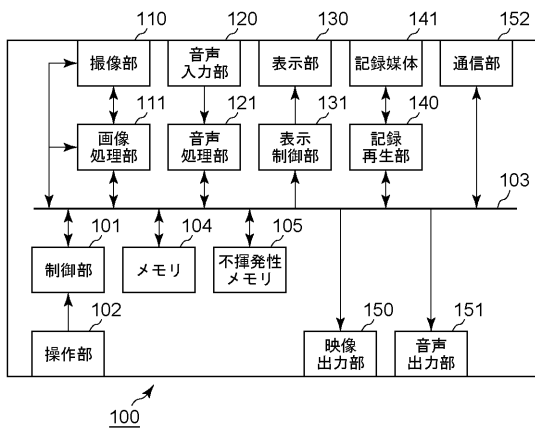 110 120 130 141 152
撮像部 音声入力部 表示部 記録媒体 通信部
111 121 131 140
画像処理部 音声処理部 表示制御部 記録再生部
103
101 104 105
制御部 メモリ 不揮発性メモリ
102 150 151
操作部 映像出力部 音声出力部
100